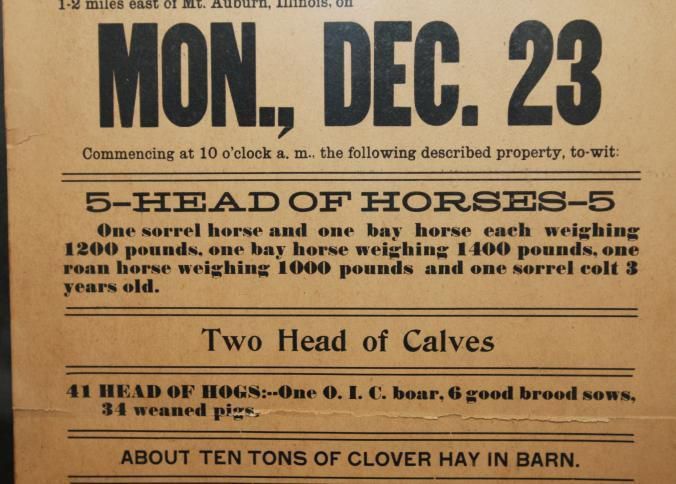 1-2 miles east of Mt. Auburn, Illinois, on
MON., DEC. 23
Commencing at 10 o'clock a. m., the following described property, to-wit:
5-HEAD OF HORSES-5
One sorrel horse and one bay horse each weighing
1200 pounds, one bay horse weighing 1400 pounds, one
roan horse weighing 1000 pounds and one sorrel colt 3
years old.
Two Head of Calves
41 HEAD OF HOGS:--One O. I. C. boar, 6 good brood sows,
34 weaned pigs.
ABOUT TEN TONS OF CLOVER HAY IN BARN.